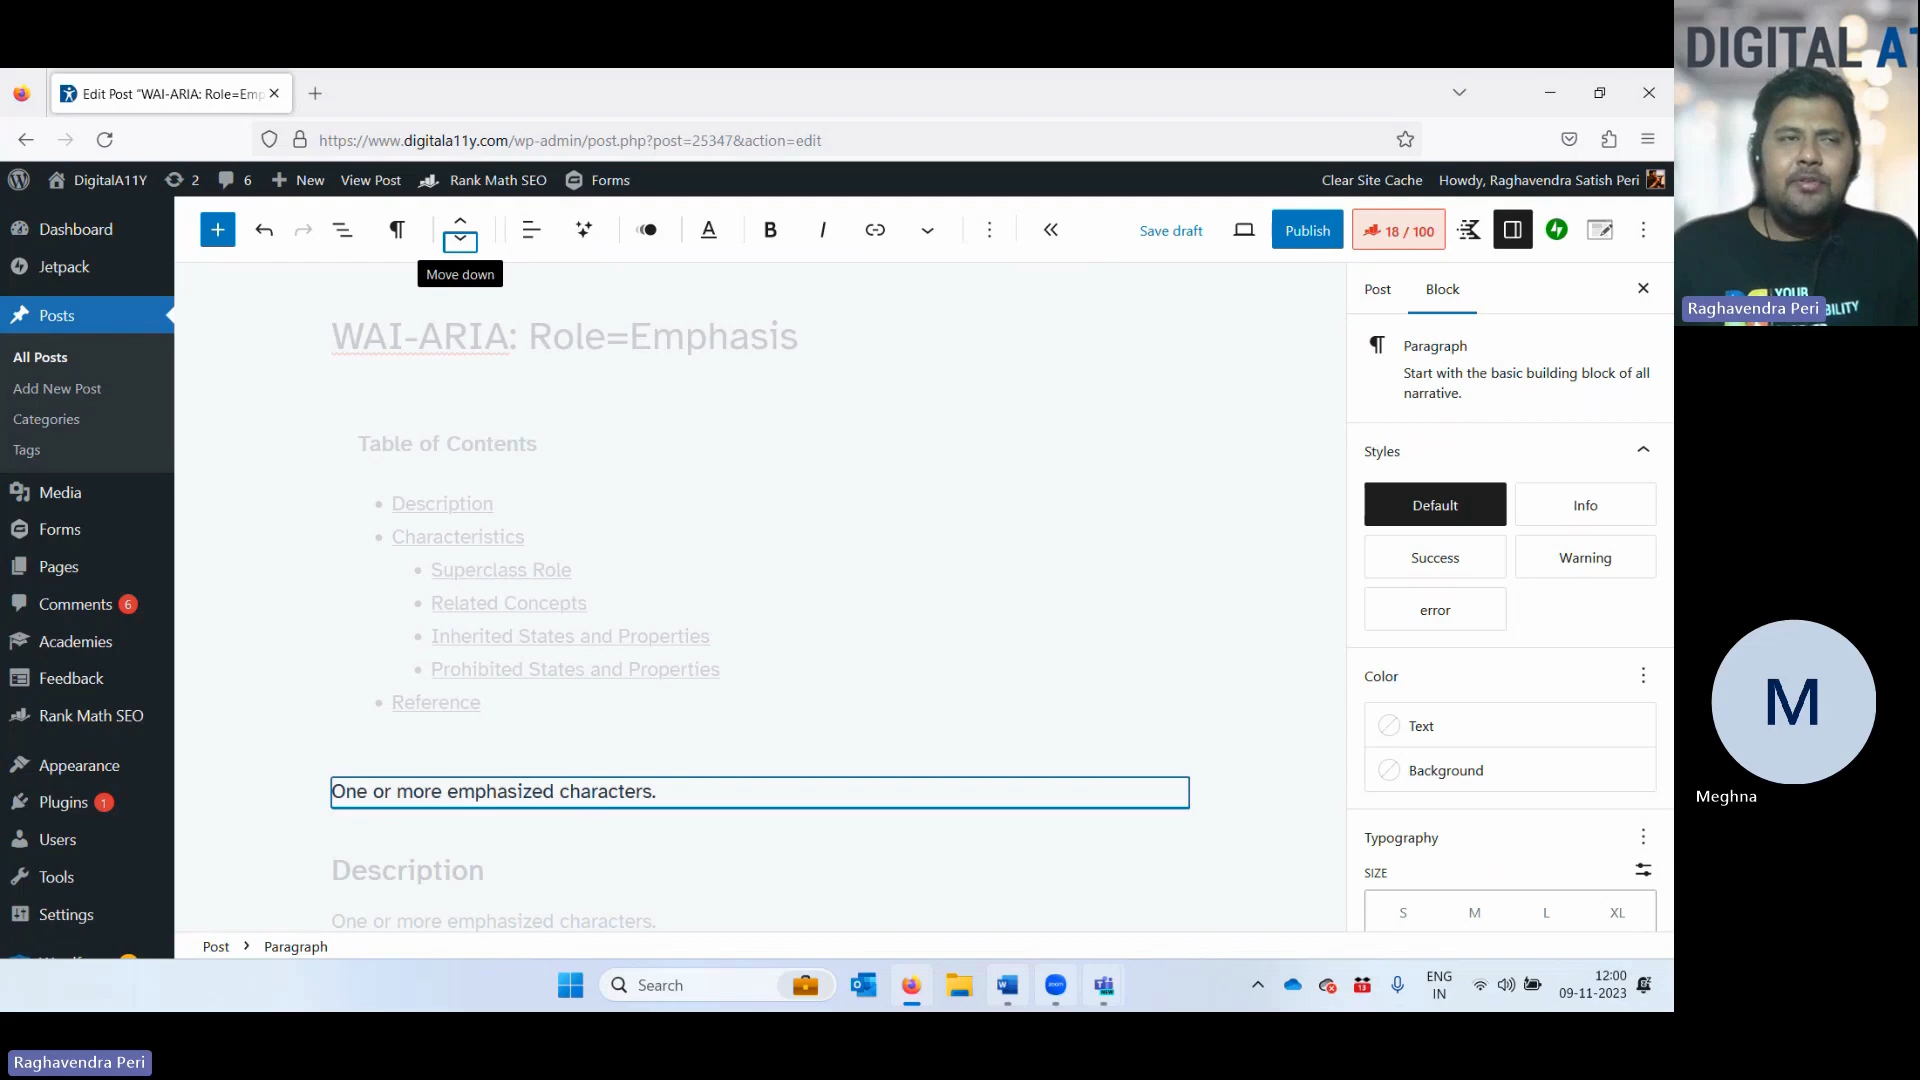 DIGITAL A1
Edit Post “WAI-ARIA: Role=Emp
https://www.digitala11y.com/wp-admin/post.php?post=25347&action=edit
DigitalA11Y
2
6
New
View Post
Rank Math SEO
Forms
Clear Site Cache
Howdy, Raghavendra Satish Peri
Dashboard
Jetpack
Posts
All Posts
Add New Post
Categories
Tags
Media
Forms
Pages
Comments 6
Academies
Feedback
Rank Math SEO
Appearance
Plugins 1
Users
Tools
Settings
B
I
A
Save draft
Publish
18 / 100
Move down
WAI-ARIA: Role=Emphasis
Table of Contents
Description
Characteristics
Superclass Role
Related Concepts
Inherited States and Properties
Prohibited States and Properties
Reference
One or more emphasized characters.
Description
One or more emphasized characters.
Post
Block
Paragraph
Start with the basic building block of all
narrative.
Styles
Default
Info
Success
Warning
error
Color
Text
Background
Typography
SIZE
S
M
L
XL
Post > Paragraph
Search
13
ENG
IN
12:00
09-11-2023
YOUR
BILITY
Raghavendra Peri
M
Meghna
Raghavendra Peri